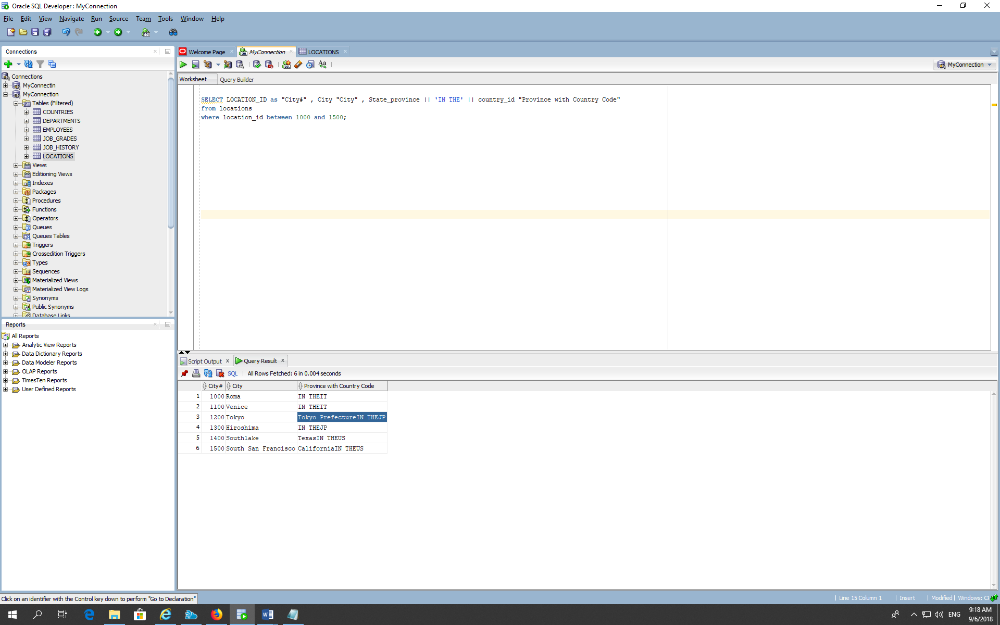 Oracle SQL Developer : MyConnection
File Edit View Navigate Run Source Team Tools Window Help
Connections
Connections
MyConnectin
MyConnection
Tables (Filtered)
COUNTRIES
DEPARTMENTS
EMPLOYEES
JOB_GRADES
JOB_HISTORY
LOCATIONS
Views
Editioning Views
Indexes
Packages
Procedures
Functions
Operators
Queues
Queues Tables
Triggers
Crossedition Triggers
Types
Sequences
Materialized Views
Materialized View Logs
Synonyms
Public Synonyms
Database Links
Reports
All Reports
Analytic View Reports
Data Dictionary Reports
Data Modeler Reports
OLAP Reports
TimesTen Reports
User Defined Reports
Welcome Page MyConnection LOCATIONS
MyConnection
Worksheet Query Builder
SELECT LOCATION_ID as "City#" , City "City" , State_province || 'IN THE' || country_id "Province with Country Code"
from locations
where location_id between 1000 and 1500;
Script Output x Query Result x
SQL | All Rows Fetched: 6 in 0.004 seconds
City# City Province with Country Code
1 1000 Roma IN THEIT
2 1100 Venice IN THEIT
3 1200 Tokyo Tokyo PrefectureIN THEJP
4 1300 Hiroshima IN THEJP
5 1400 Southlake TexasIN THEUS
6 1500 South San Francisco CaliforniaIN THEUS
Click on an identifier with the Control key down to perform "Go to Declaration"
| Line 15 Column 1 | Insert | Modified | Windows:
ENG
9:18 AM
9/6/2018